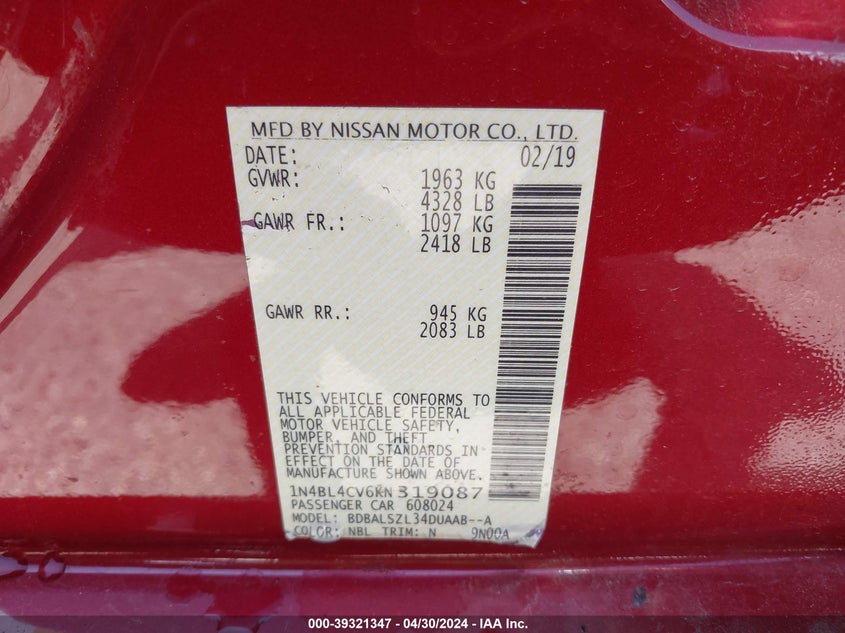 MFD BY NISSAN MOTOR CO., LTD.
DATE: 02/19
GVWR: 1963 KG
4328 LB
GAWR FR.: 1097 KG
2418 LB
GAWR RR.: 945 KG
2083 LB
THIS VEHICLE CONFORMS TO
ALL APPLICABLE FEDERAL
MOTOR VEHICLE SAFETY,
BUMPER, AND THEFT
PREVENTION STANDARDS IN
EFFECT ON THE DATE OF
MANUFACTURE SHOWN ABOVE.
1N4BL4CV6KN319087
PASSENGER CAR 608024
MODEL: BDBALSZL34DUAAB--A
COLOR: NBL TRIM: N 9N00A
000-39321347 - 04/30/2024 - IAA Inc.